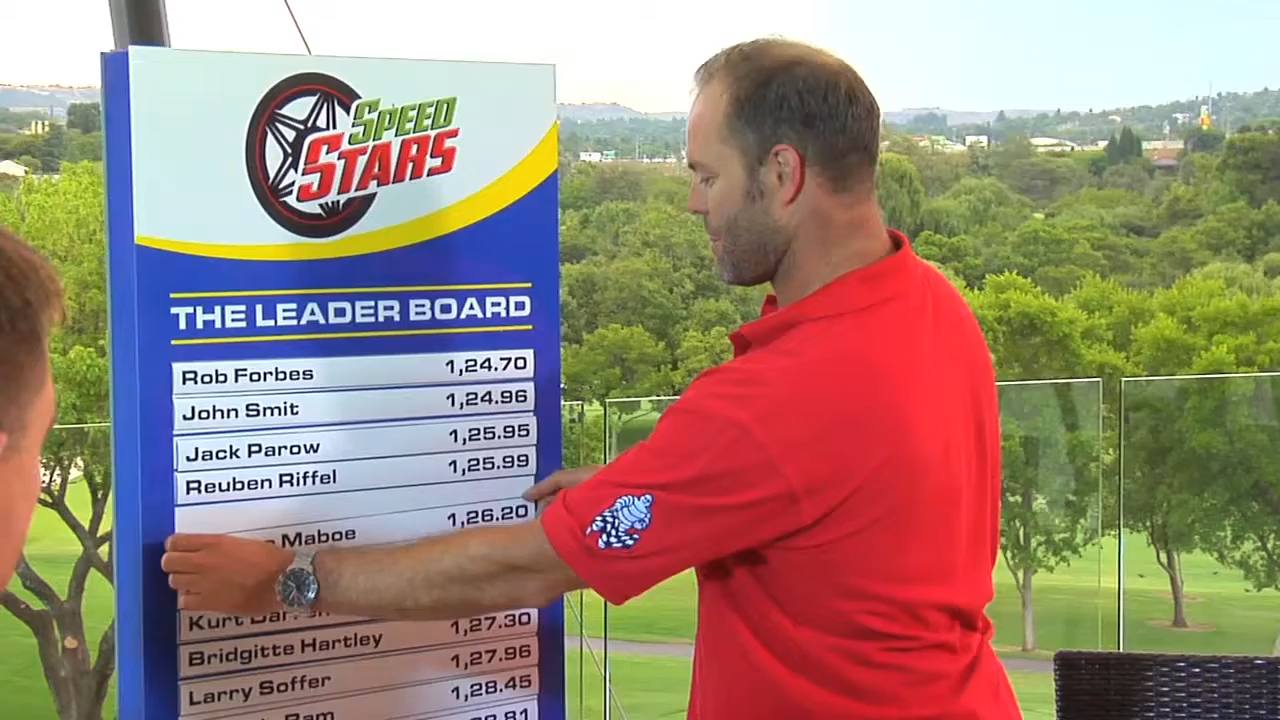 SPEED
STARS
THE LEADER BOARD
Rob Forbes 1,24.70
John Smit 1,24.96
Jack Parow 1,25.95
Reuben Riffel 1,25.99
Maboe 1,26.20
Kurt
Bridgitte Hartley 1,27.30
Larry Soffer 1,27.96
Ram 1,28.45